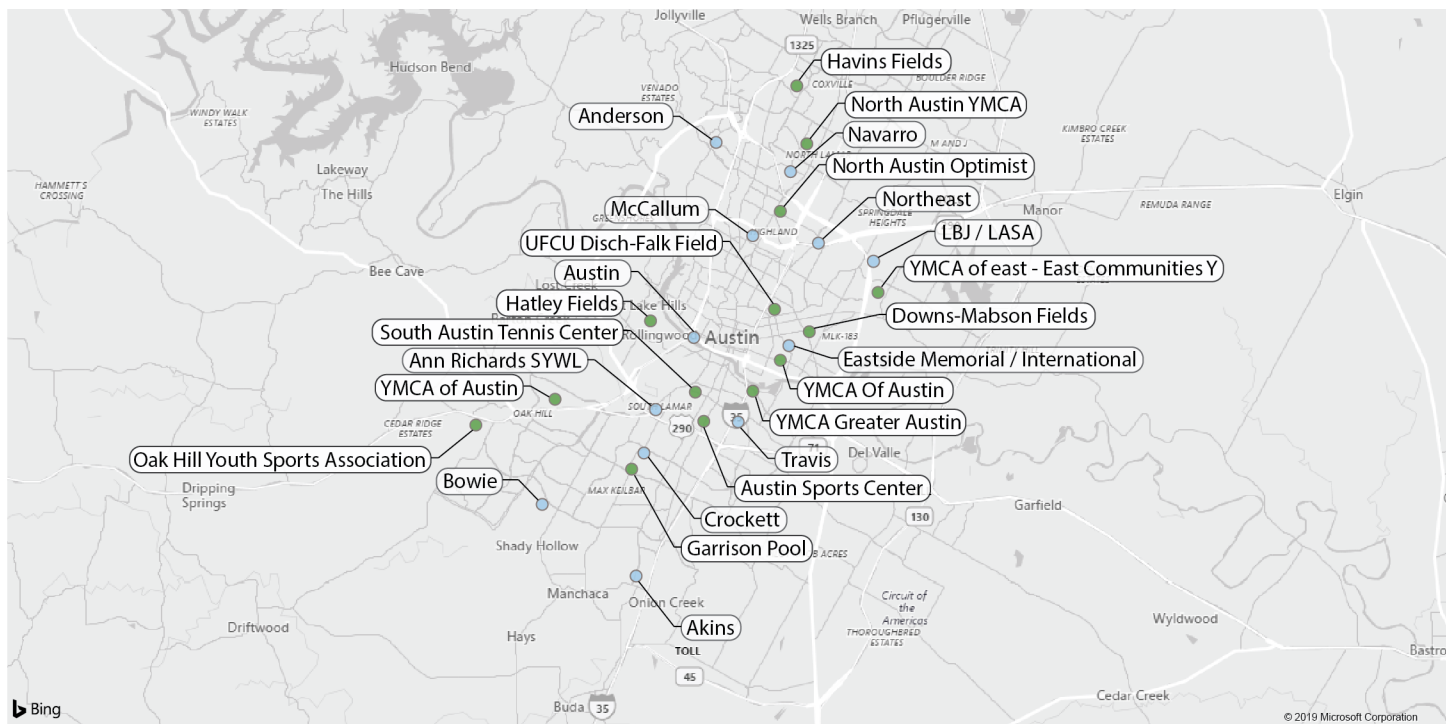 Jollyville
Wells Branch
Pflugerville
1325
Havins Fields
Hudson Bend
COXVILLE
BOULDER RIDGE
VENADO
ESTATES
North Austin YMCA
WINDY WALK
ESTATES
Anderson
Navarro
KIMBRO CREEK
ESTATES
M AND J
NORTH LAMAR
North Austin Optimist
Lakeway
The Hills
HAMMETT'S
CROSSING
Northeast
Elgin
McCallum
SPRINGDALE
HEIGHTS
Manor
REMUDA RANGE
HIGHLAND
LBJ / LASA
UFCU Disch-Falk Field
Bee Cave
Austin
YMCA of east - East Communities Y
Lost Creek
Hatley Fields
Lake Hills
Downs-Mabson Fields
South Austin Tennis Center
Rollingwood
Austin
MLK-183
Ann Richards SYWL
Eastside Memorial / International
YMCA of Austin
YMCA Of Austin
OAK HILL
SOUTH LAMAR
35
CEDAR RIDGE
ESTATES
290
YMCA Greater Austin
71
Del Valle
Oak Hill Youth Sports Association
Travis
Bowie
Dripping
Springs
MAX KEILBAR
Austin Sports Center
Garfield
130
Crockett
Shady Hollow
Garrison Pool
B ACRES
Manchaca
Onion Creek
Circuit of
the
Americas
THOROUGHBRED
ESTATES
Wyldwood
Driftwood
Akins
Hays
TOLL
45
Bastro
Cedar Creek
Buda
35
Bing
© 2019 Microsoft Corporation